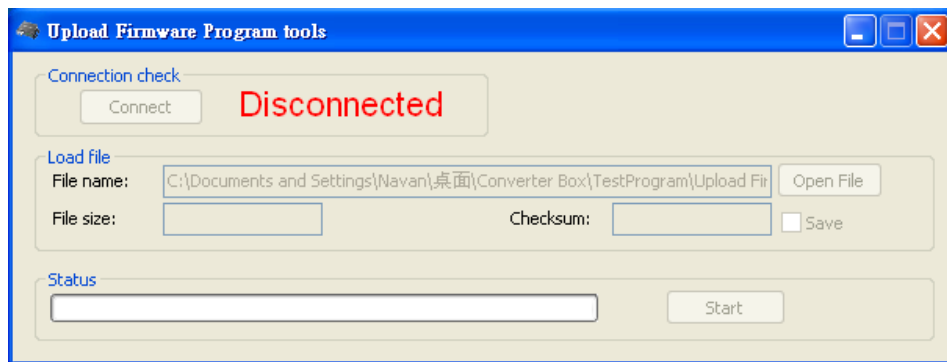 Upload Firmware Program tools
Connection check
Connect
Disconnected
Load file
File name:
C:\Documents and Settings\Navan\桌面\Converter Box\TestProgram\Upload Fir
Open File
File size:
Checksum:
Save
Status
Start